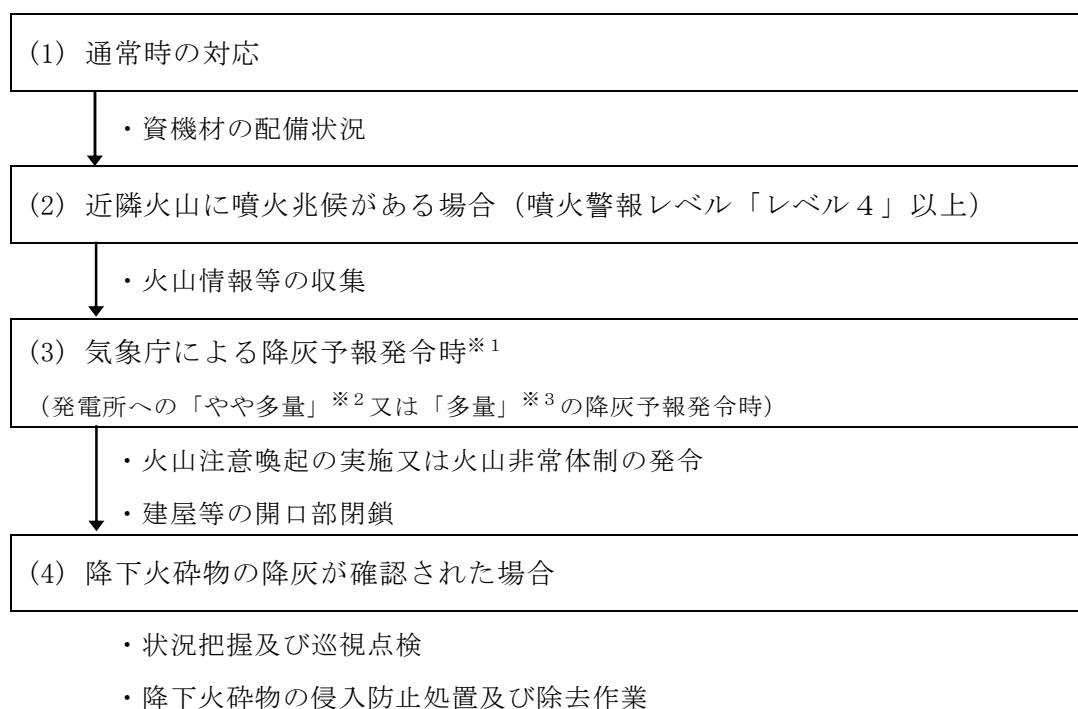 (1) 通常時の対応
・資機材の配備状況
(2) 近隣火山に噴火兆候がある場合（噴火警報レベル「レベル４」以上）
・火山情報等の収集
(3) 気象庁による降灰予報発令時※１
（発電所への「やや多量」※２又は「多量」※３の降灰予報発令時）
・火山注意喚起の実施又は火山非常体制の発令
・建屋等の開口部閉鎖
(4) 降下火砕物の降灰が確認された場合
・状況把握及び巡視点検
・降下火砕物の侵入防止処置及び除去作業